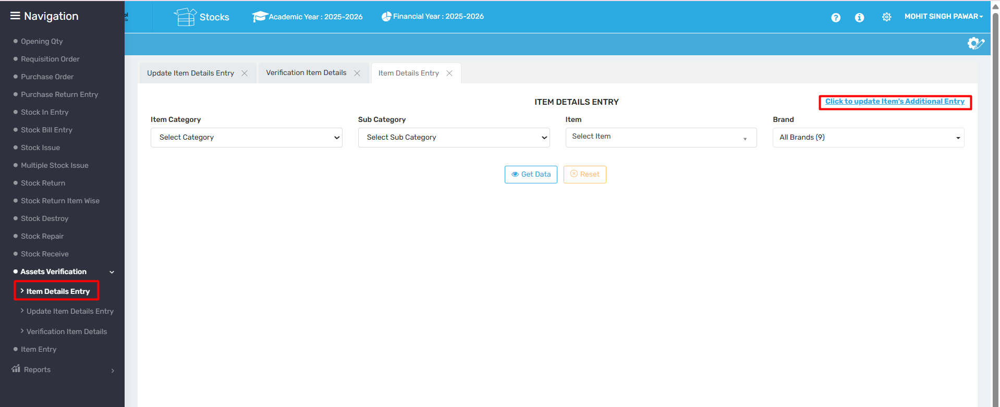 Navigation
Stocks
Academic Year : 2025-2026
Financial Year : 2025-2026
MOHIT SINGH PAWAR
Opening Qty
Requisition Order
Purchase Order
Purchase Return Entry
Stock In Entry
Stock Bill Entry
Stock Issue
Multiple Stock Issue
Stock Return
Stock Return Item Wise
Stock Destroy
Stock Repair
Stock Receive
Assets Verification
Item Details Entry
Update Item Details Entry
Verification Item Details
Item Entry
Reports
Update Item Details Entry
Verification Item Details
Item Details Entry
ITEM DETAILS ENTRY
Click to update Item's Additional Entry
Item Category
Sub Category
Item
Brand
Select Category
Select Sub Category
Select Item
All Brands (9)
Get Data
Reset